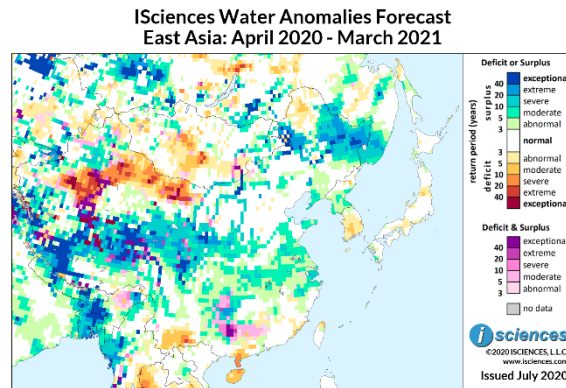 ISciences Water Anomalies Forecast
East Asia: April 2020 - March 2021
Deficit or Surplus
return period (years)
surplus
deficit
40
20
10
5
3
exceptional
extreme
severe
moderate
abnormal
normal
3
5
10
20
40
abnormal
moderate
severe
extreme
exceptional
Deficit & Surplus
40
20
10
5
3
exceptional
extreme
severe
moderate
abnormal
no data
isciences
©2020 ISCIENCES, L.L.C.
www.isciences.com
Issued July 2020